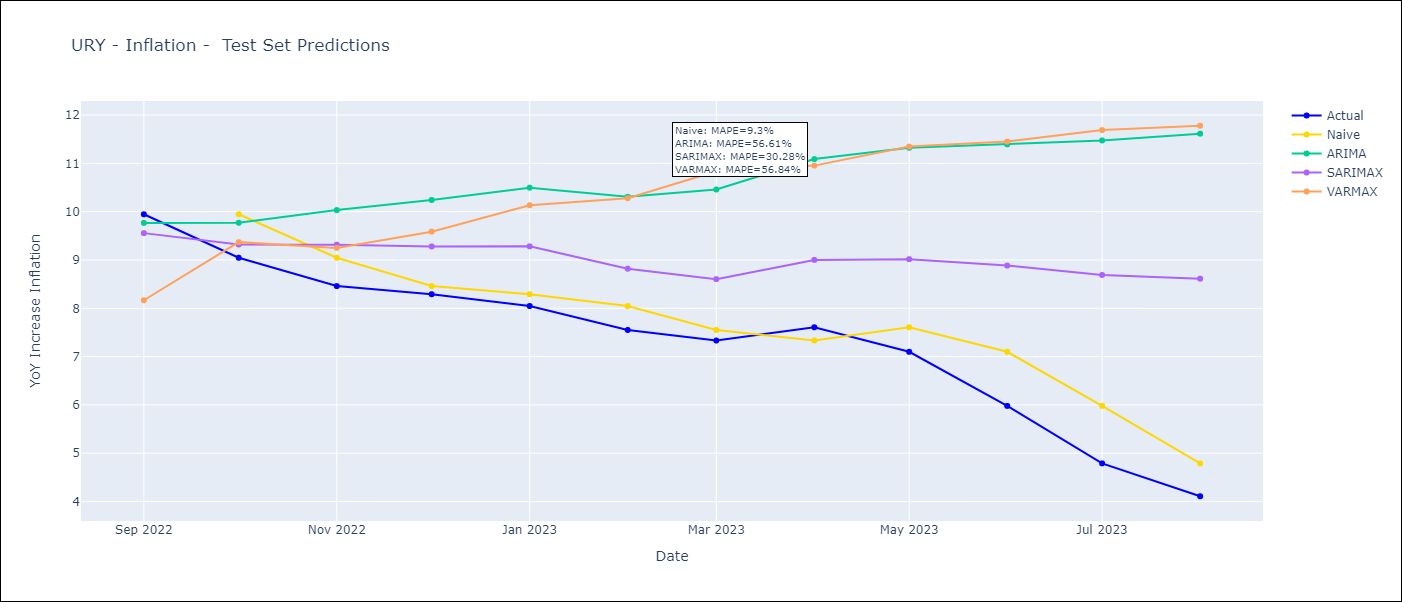 URY - Inflation -  Test Set Predictions
12
11
10
9
8
7
6
5
4
YoY Increase Inflation
Naive: MAPE=9.3%
ARIMA: MAPE=56.61%
SARIMAX: MAPE=30.28%
VARMAX: MAPE=56.84%
Sep 2022
Nov 2022
Jan 2023
Mar 2023
May 2023
Jul 2023
Date
Actual
Naive
ARIMA
SARIMAX
VARMAX